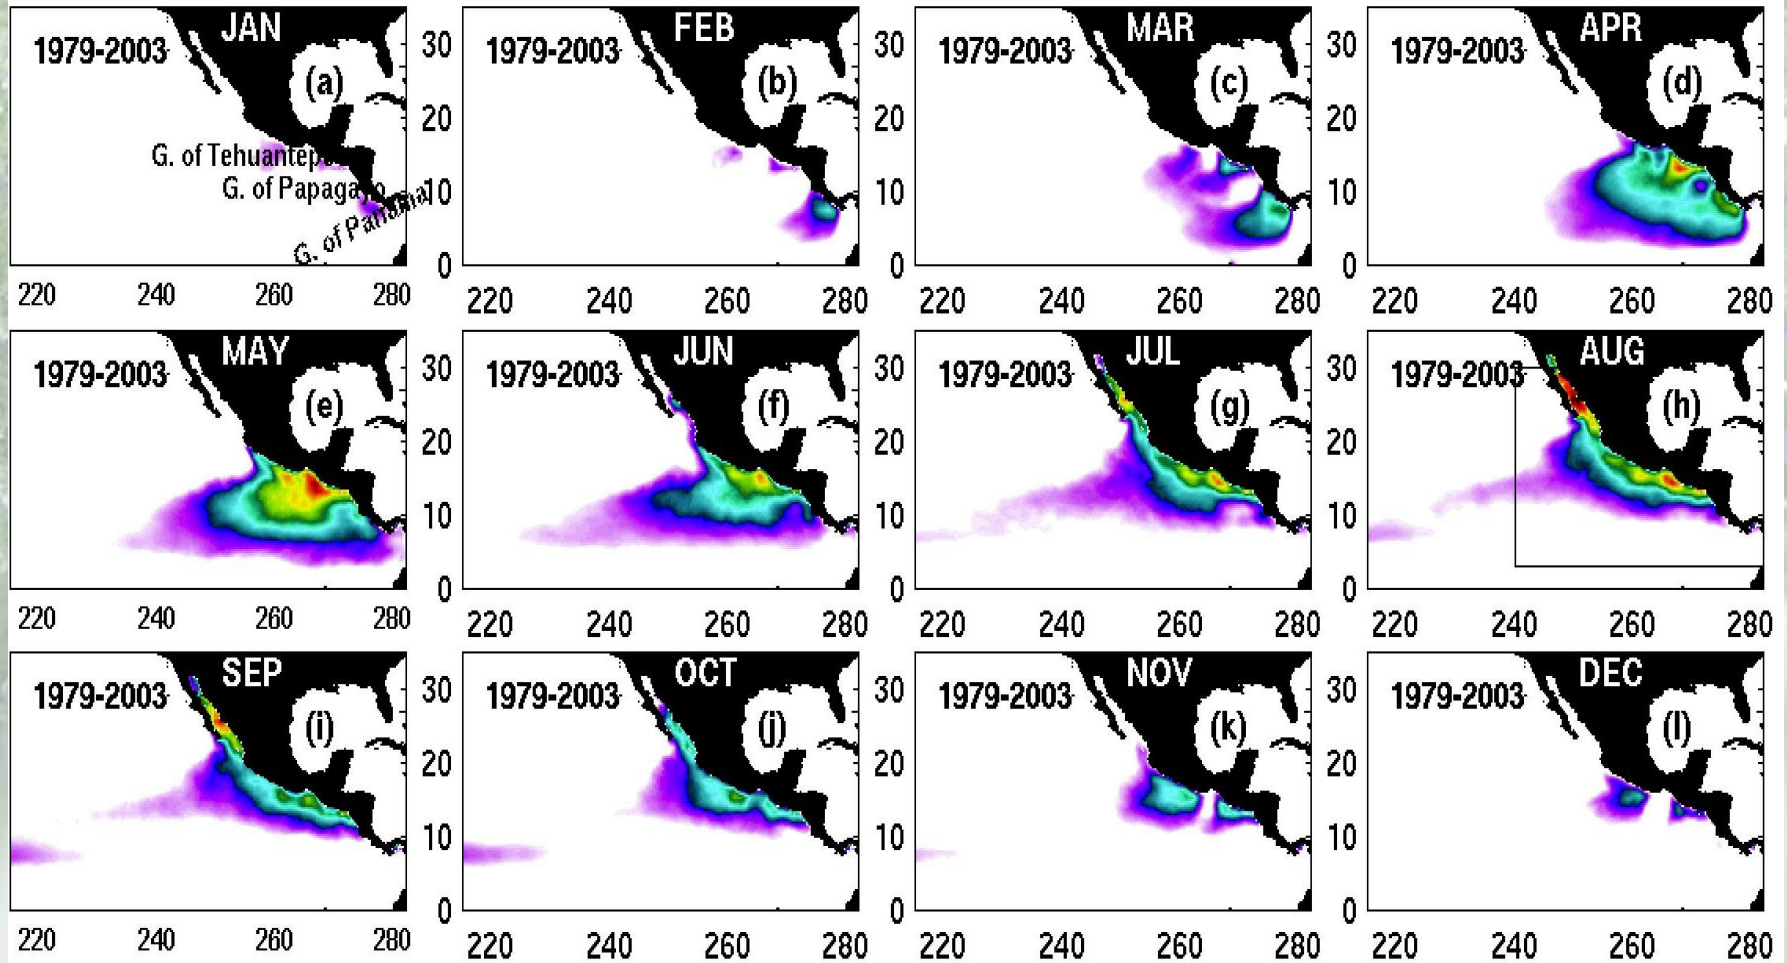 JAN FEB MAR APR
1979-2003 1979-2003 1979-2003 1979-2003
30 30 30
(a) (b) (c) (d)
20 20 20
G. of Tehuantepec
G. of Papagayo
10 10 10
G. of Panama
0 0 0
220 240 260 280 220 240 260 280 220 240 260 280 220 240 260 280
MAY JUN JUL AUG
1979-2003 1979-2003 1979-2003 1979-2003
30 30 30
(e) (f) (g) (h)
20 20 20
10 10 10
0 0 0
220 240 260 280 220 240 260 280 220 240 260 280 220 240 260 280
SEP OCT NOV DEC
1979-2003 1979-2003 1979-2003 1979-2003
30 30 30
(i) (j) (k) (l)
20 20 20
10 10 10
0 0 0
220 240 260 280 220 240 260 280 220 240 260 280 220 240 260 280